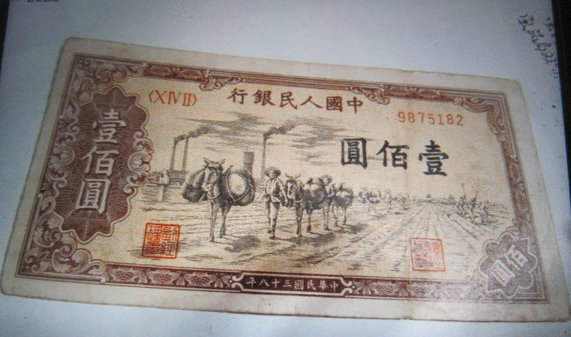 中國人民銀行
(XIVII) 9875182
壹佰圓
壹佰圓
佰圓
中華民國三十八年